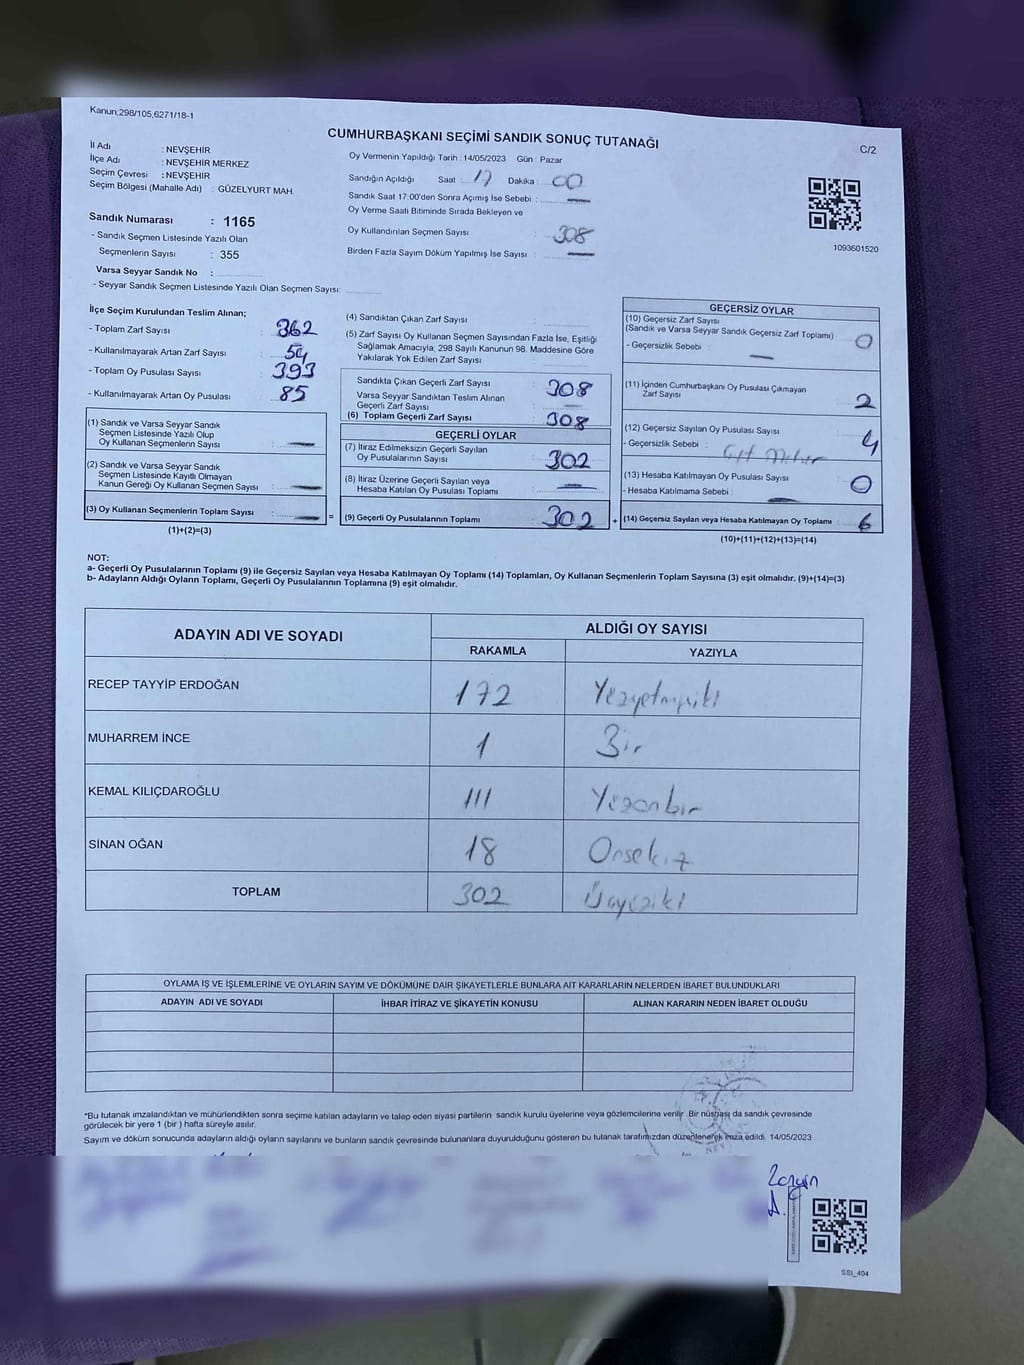 Kanun;298/105,6271/18-1
CUMHURBAŞKANI SEÇİMİ SANDIK SONUÇ TUTANAĞI
C/2
İl Adı : NEVŞEHİR
İlçe Adı : NEVŞEHİR MERKEZ
Seçim Çevresi : NEVŞEHİR
Seçim Bölgesi (Mahalle Adı) : GÜZELYURT MAH.
Sandık Numarası : 1165
- Sandık Seçmen Listesinde Yazılı Olan
Seçmenlerin Sayısı : 355
Varsa Seyyar Sandık No :
- Seyyar Sandık Seçmen Listesinde Yazılı Olan Seçmen Sayısı:
Oy Vermenin Yapıldığı Tarih : 14/05/2023 Gün : Pazar
Sandığın Açıldığı Saat : 17 Dakika : 00
Sandık Saat 17:00'den Sonra Açımış İse Sebebi : —
Oy Verme Saati Bitiminde Sırada Bekleyen ve
Oy Kullandırılan Seçmen Sayısı : 308
Birden Fazla Sayım Döküm Yapılmış İse Sayısı : —
1093601520
İlçe Seçim Kurulundan Teslim Alınan;
- Toplam Zarf Sayısı : 362
- Kullanılmayarak Artan Zarf Sayısı : 54
- Toplam Oy Pusulası Sayısı : 393
- Kullanılmayarak Artan Oy Pusulası : 85
(1) Sandık ve Varsa Seyyar Sandık
Seçmen Listesinde Yazılı Olup
Oy Kullanan Seçmenlerin Sayısı : —
(2) Sandık ve Varsa Seyyar Sandık
Seçmen Listesinde Kayıtlı Olmayan
Kanun Gereği Oy Kullanan Seçmen Sayısı : —
(3) Oy Kullanan Seçmenlerin Toplam Sayısı : — =
(1)+(2)=(3)
(4) Sandıktan Çıkan Zarf Sayısı :
(5) Zarf Sayısı Oy Kullanan Seçmen Sayısından Fazla İse, Eşitliği
Sağlamak Amacıyla, 298 Sayılı Kanunun 98. Maddesine Göre
Yakılarak Yok Edilen Zarf Sayısı :
Sandıkta Çıkan Geçerli Zarf Sayısı : 308
Varsa Seyyar Sandıktan Teslim Alınan
Geçerli Zarf Sayısı : —
(6) Toplam Geçerli Zarf Sayısı : 308
GEÇERLİ OYLAR
(7) İtiraz Edilmeksizin Geçerli Sayılan
Oy Pusulalarının Sayısı : 302
(8) İtiraz Üzerine Geçerli Sayılan veya
Hesaba Katılan Oy Pusulası Toplamı : —
(9) Geçerli Oy Pusulalarının Toplamı : 302 +
GEÇERSİZ OYLAR
(10) Geçersiz Zarf Sayısı
(Sandık ve Varsa Seyyar Sandık Geçersiz Zarf Toplamı) : 0
- Geçersizlik Sebebi : —
(11) İçinden Cumhurbaşkanı Oy Pusulası Çıkmayan
Zarf Sayısı : 2
(12) Geçersiz Sayılan Oy Pusulası Sayısı : 4
- Geçersizlik Sebebi :
(13) Hesaba Katılmayan Oy Pusulası Sayısı : 0
- Hesaba Katılmama Sebebi : —
(14) Geçersiz Sayılan veya Hesaba Katılmayan Oy Toplamı : 6
(10)+(11)+(12)+(13)=(14)
NOT:
a- Geçerli Oy Pusulalarının Toplamı (9) ile Geçersiz Sayılan veya Hesaba Katılmayan Oy Toplamı (14) Toplamları, Oy Kullanan Seçmenlerin Toplam Sayısına (3) eşit olmalıdır. (9)+(14)=(3)
b- Adayların Aldığı Oyların Toplamı, Geçerli Oy Pusulalarının Toplamına (9) eşit olmalıdır.
ADAYIN ADI VE SOYADI ALDIĞI OY SAYISI
RAKAMLA YAZIYLA
RECEP TAYYİP ERDOĞAN 172 Yüzyetmişiki
MUHARREM İNCE 1 Bir
KEMAL KILIÇDAROĞLU 111 Yüzonbir
SİNAN OĞAN 18 Onsekiz
TOPLAM 302 Üçyüziki
OYLAMA İŞ VE İŞLEMLERİNE VE OYLARIN SAYIM VE DÖKÜMÜNE DAİR ŞİKAYETLERLE BUNLARA AİT KARARLARIN NELERDEN İBARET BULUNDUKLARI
ADAYIN ADI VE SOYADI İHBAR İTİRAZ VE ŞİKAYETİN KONUSU ALINAN KARARIN NEDEN İBARET OLDUĞU
*Bu tutanak imzalandıktan ve mühürlendikten sonra seçime katılan adayların ve talep eden siyasi partilerin sandık kurulu üyelerine veya gözlemcilerine verilir .Bir nüshası da sandık çevresinde
görülecek bir yere 1 (bir ) hafta süreyle asılır.
Sayım ve döküm sonucunda adayların aldığı oyların sayılarını ve bunların sandık çevresinde bulunanlara duyurulduğunu gösteren bu tutanak tarafımızdan düzenlenerek imza edildi. 14/05/2023
SSI_404